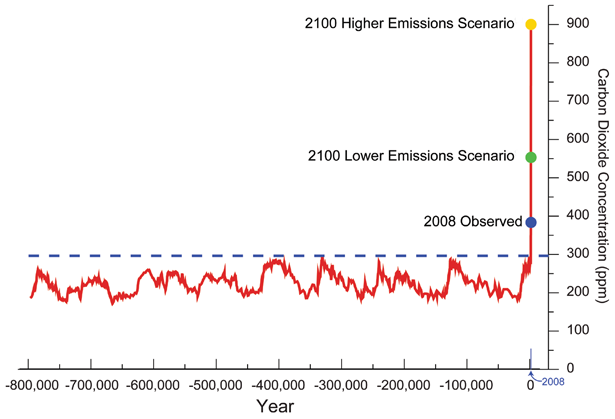 2100 Higher Emissions Scenario
2100 Lower Emissions Scenario
2008 Observed
900
800
700
600
500
400
300
200
100
0
Carbon Dioxide Concentration (ppm)
-800,000 -700,000 -600,000 -500,000 -400,000 -300,000 -200,000 -100,000 0
2008
Year